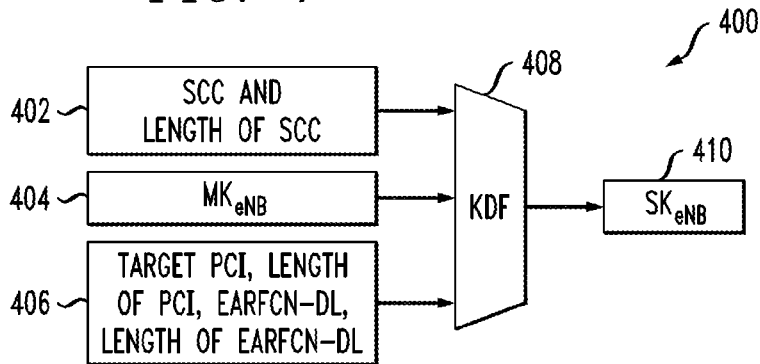 400
408
402
SCC AND
LENGTH OF SCC
410
404
MKeNB
KDF
SKeNB
406
TARGET PCI, LENGTH
OF PCI, EARFCN-DL,
LENGTH OF EARFCN-DL